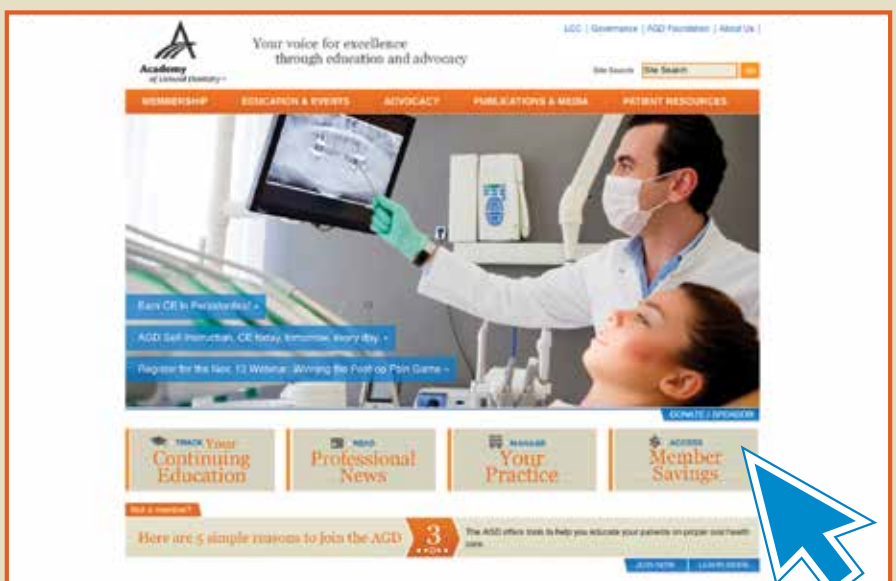 Academy
of General Dentistry
Your voice for excellence
through education and advocacy
LCC | Governance | AGD Foundation | About Us |
Site Search Site Search
MEMBERSHIP EDUCATION & EVENTS ADVOCACY PUBLICATIONS & MEDIA PATIENT RESOURCES
Earn CE in Periodontics! »
AGD Self Instruction, CE today, tomorrow, every day. »
Register for the Nov. 13 Webinar: Winning the Post-op Pain Game »
DONATE / SPONSOR
TRACK Your
Continuing
Education
READ
Professional
News
MANAGE
Your
Practice
ACCESS
Member
Savings
Not a member?
Here are 5 simple reasons to join the AGD
3
The AGD offers tools to help you educate your patients on proper oral health
care.
JOIN NOW LEARN MORE